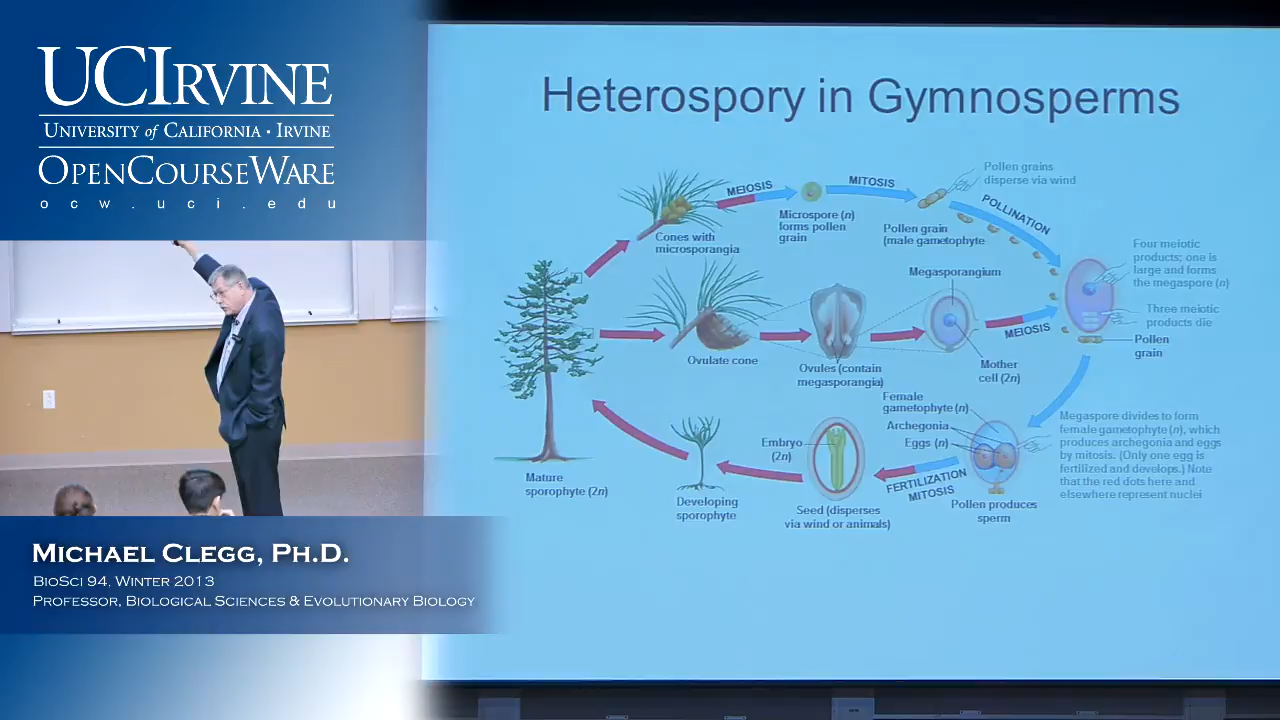 UCIRVINE
UNIVERSITY of CALIFORNIA · IRVINE
OPENCOURSEWARE
ocw.uci.edu
MICHAEL CLEGG, PH.D.
BIOSCI 94, WINTER 2013
PROFESSOR, BIOLOGICAL SCIENCES & EVOLUTIONARY BIOLOGY
Heterospory in Gymnosperms
Cones with
microsporangia
MEIOSIS
Microspore (n)
forms pollen
grain
MITOSIS
Pollen grain
(male gametophyte
Pollen grains
disperse via wind
POLLINATION
Ovulate cone
Ovules (contain
megasporangia)
Megasporangium
Mother
cell (2n)
MEIOSIS
Four meiotic
products; one is
large and forms
the megaspore (n)
Three meiotic
products die
Pollen
grain
Megaspore divides to form
female gametophyte (n), which
produces archegonia and eggs
by mitosis. (Only one egg is
fertilized and develops.) Note
that the red dots here and
elsewhere represent nuclei
Female
gametophyte (n)
Archegonia
Eggs (n)
Pollen produces
sperm
FERTILIZATION
MITOSIS
Embryo
(2n)
Seed (disperses
via wind or animals)
Developing
sporophyte
Mature
sporophyte (2n)